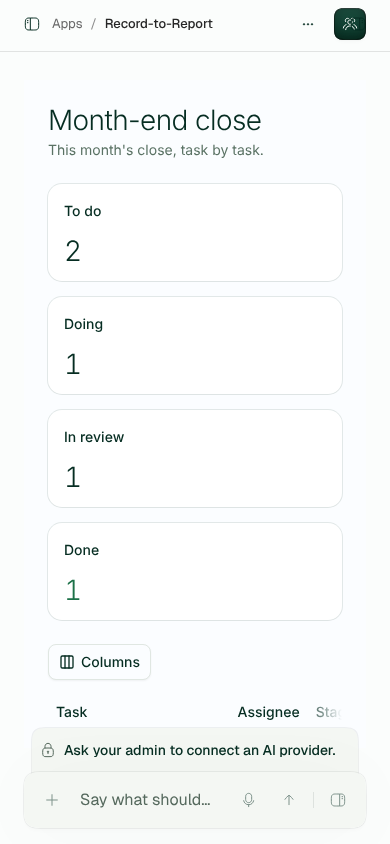 Apps / Record-to-Report
Month-end close
This month's close, task by task.
To do
2
Doing
1
In review
1
Done
1
Columns
Task Assignee Stag
Ask your admin to connect an AI provider.
Say what should...